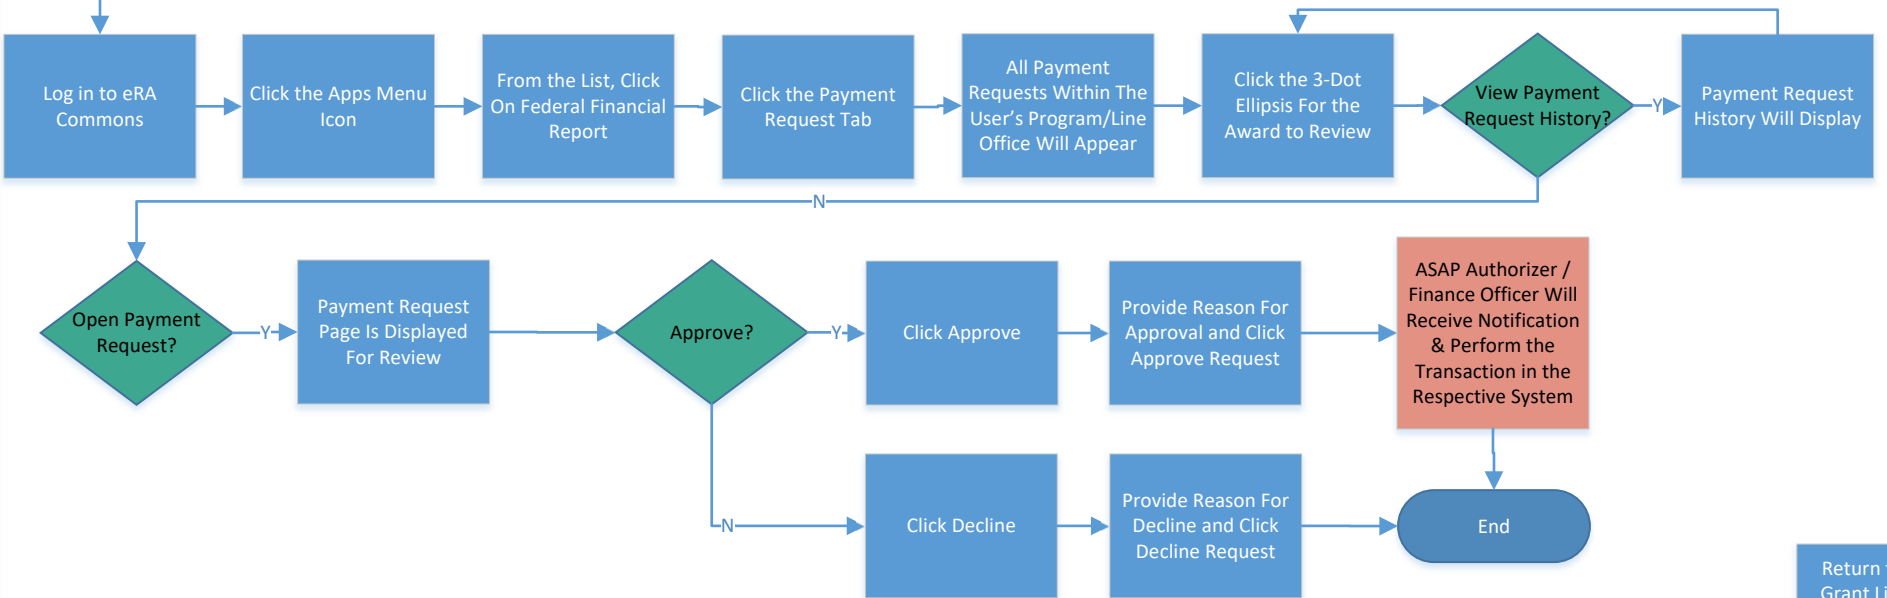 Log in to eRA
Commons
Click the Apps Menu
Icon
From the List, Click
On Federal Financial
Report
Click the Payment
Request Tab
All Payment
Requests Within The
User's Program/Line
Office Will Appear
Click the 3-Dot
Ellipsis For the
Award to Review
View Payment
Request History?
Y
Payment Request
History Will Display
N
Open Payment
Request?
Y
Payment Request
Page Is Displayed
For Review
Approve?
Y
Click Approve
Provide Reason For
Approval and Click
Approve Request
ASAP Authorizer /
Finance Officer Will
Receive Notification
& Perform the
Transaction in the
Respective System
N
Click Decline
Provide Reason For
Decline and Click
Decline Request
End
Return
Grant